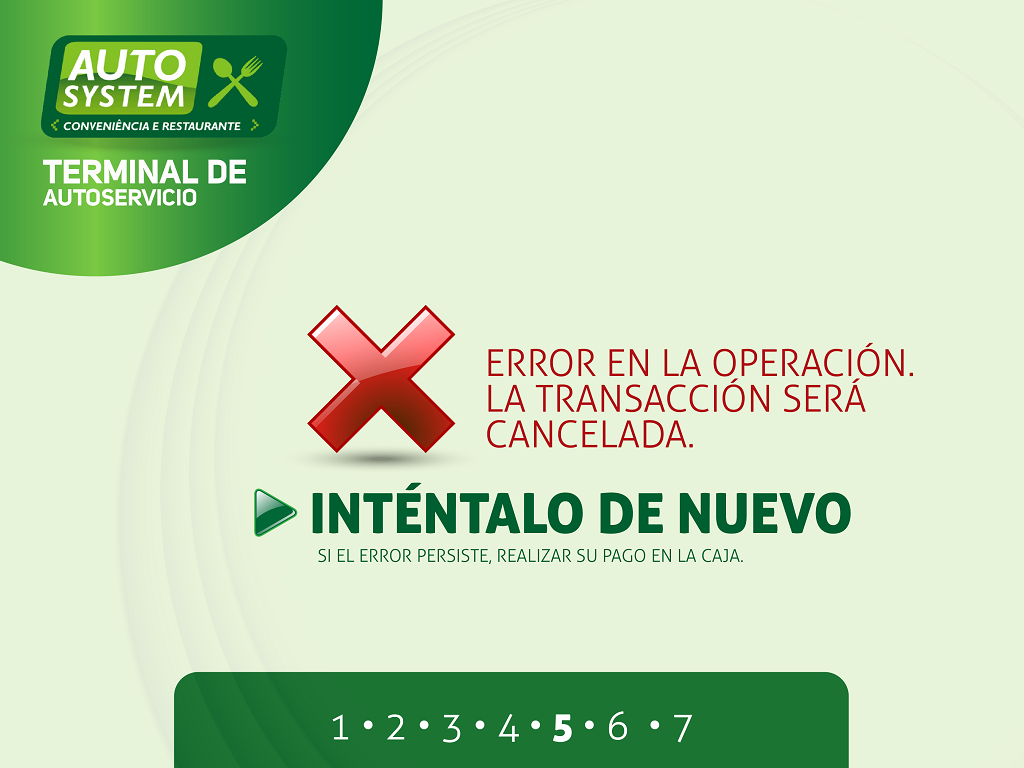 AUTO
SYSTEM
CONVENIÊNCIA E RESTAURANTE
TERMINAL DE
AUTOSERVICIO
ERROR EN LA OPERACIÓN.
LA TRANSACCIÓN SERÁ
CANCELADA.
INTÉNTALO DE NUEVO
SI EL ERROR PERSISTE, REALIZAR SU PAGO EN LA CAJA.
1 • 2 • 3 • 4 • 5 • 6 • 7